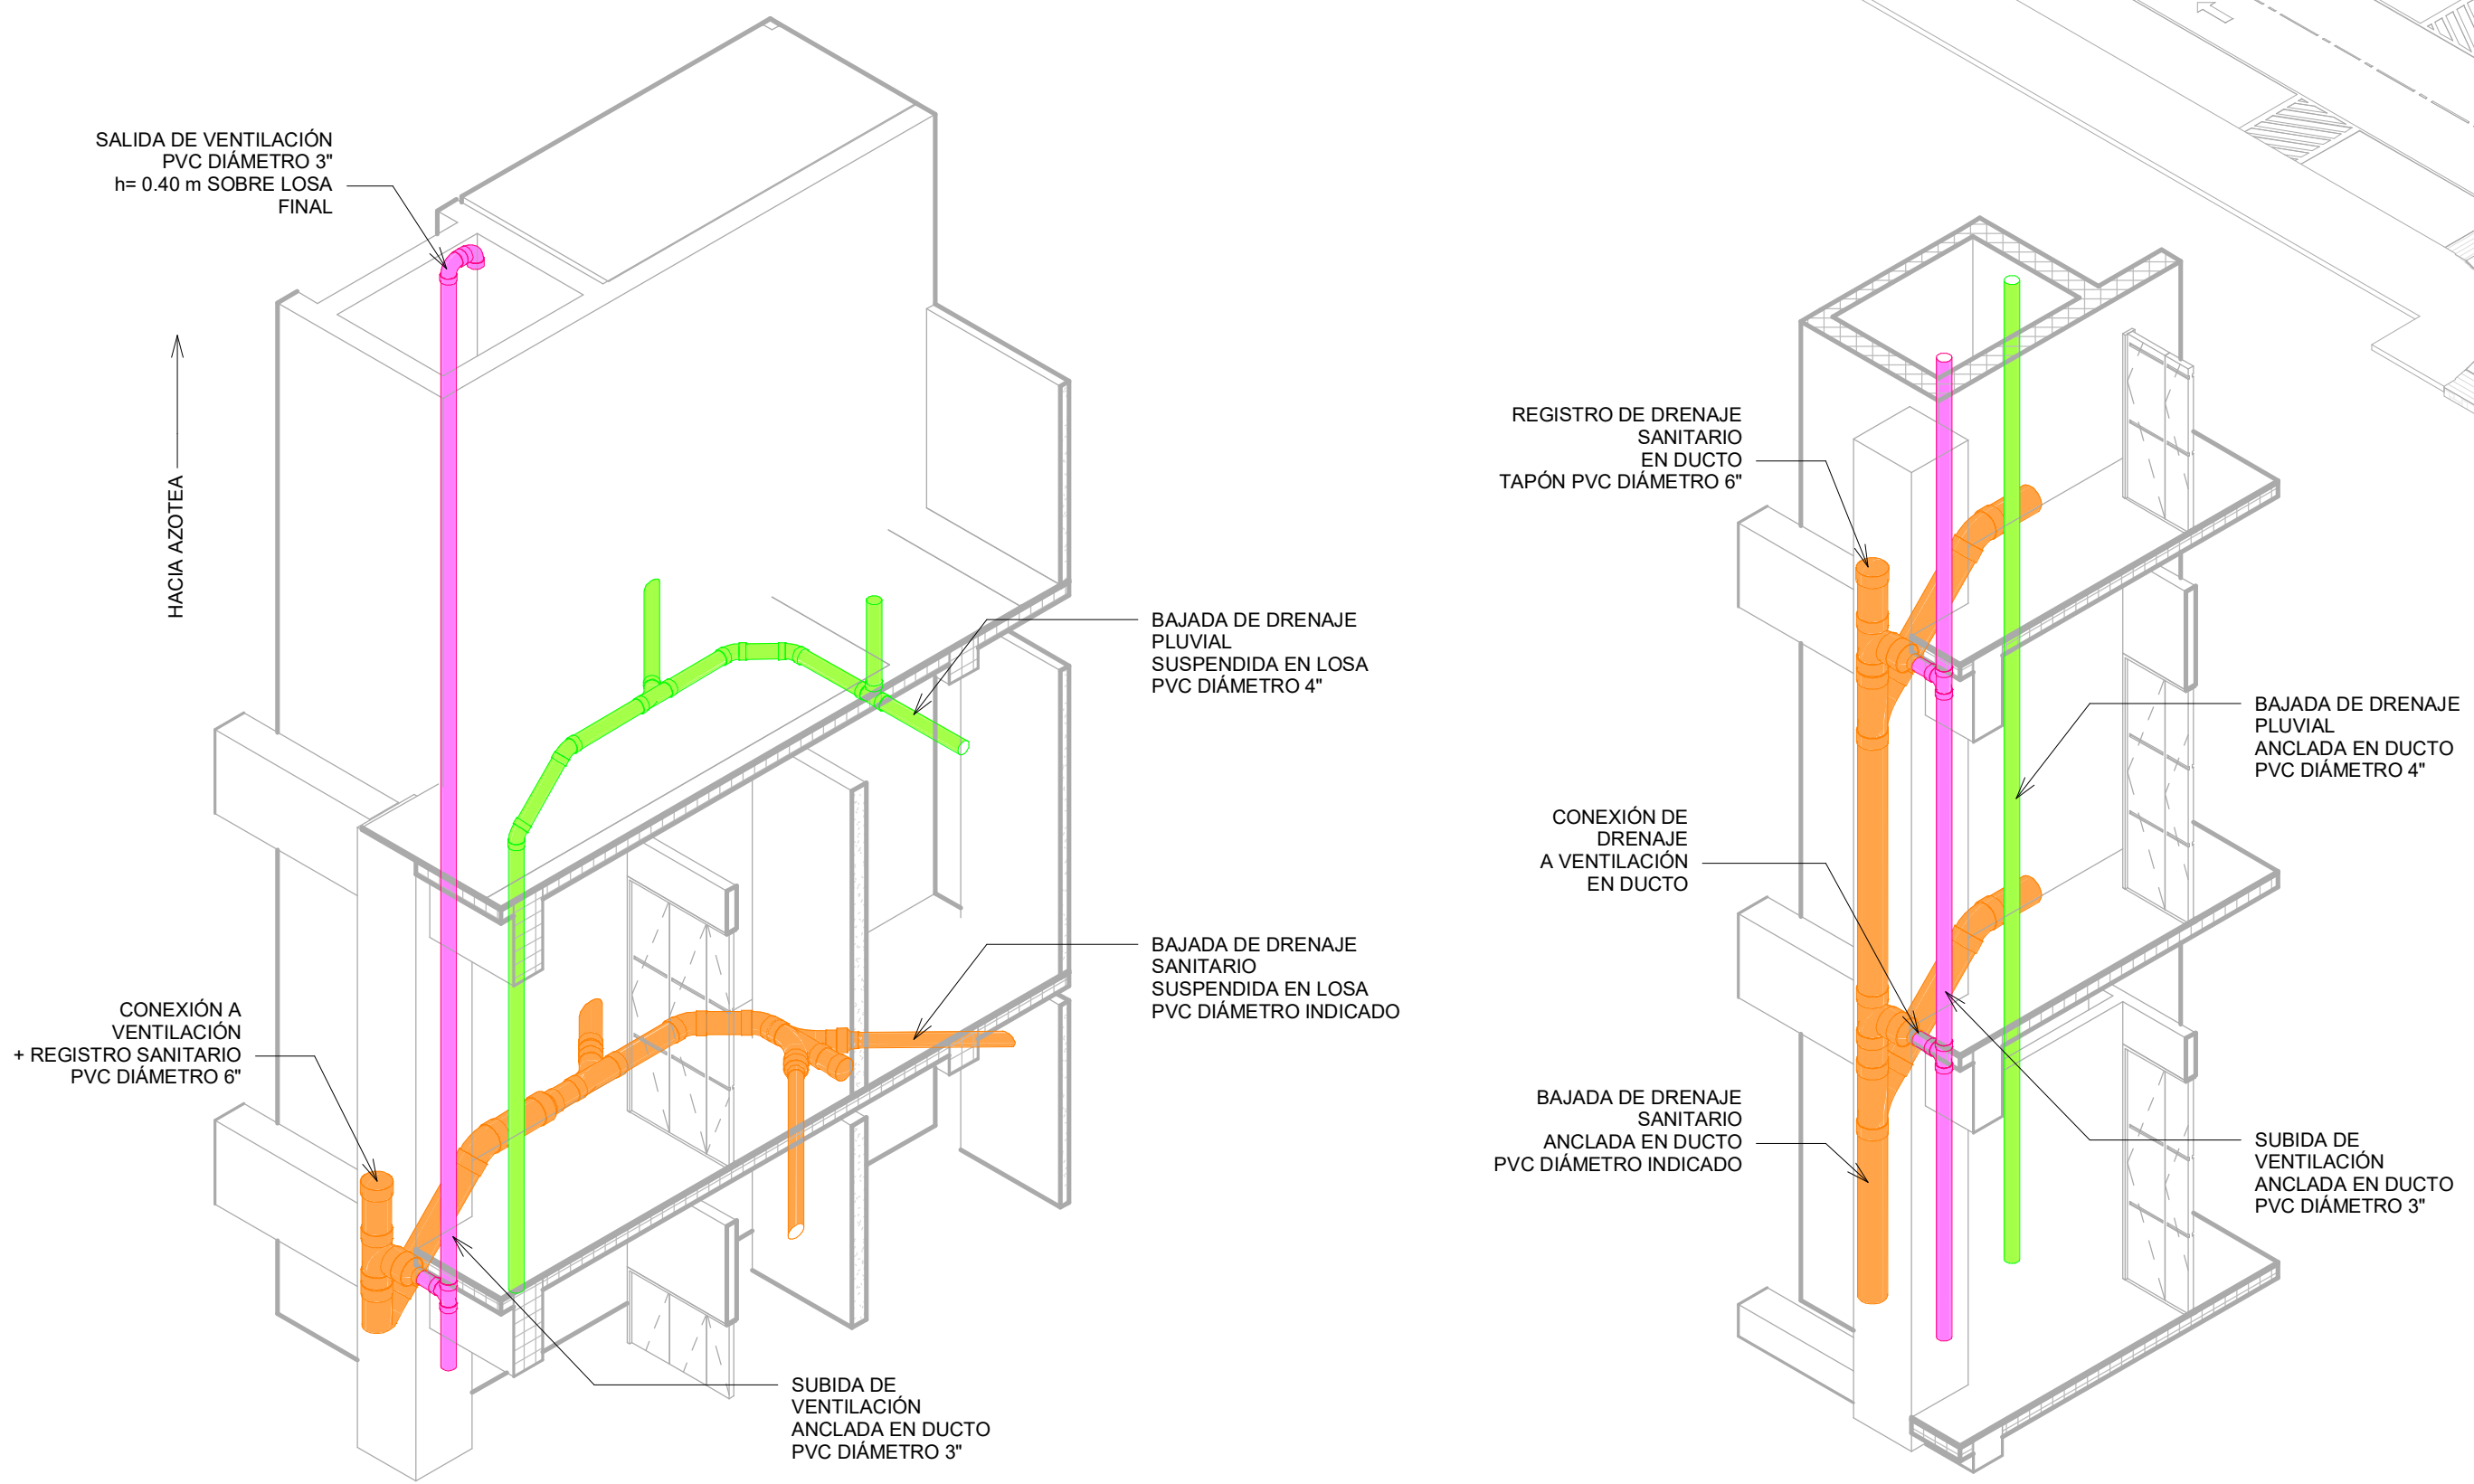 SALIDA DE VENTILACIÓN
PVC DIÁMETRO 3"
h= 0.40 m SOBRE LOSA
FINAL
HACIA AZOTEA
BAJADA DE DRENAJE
PLUVIAL
SUSPENDIDA EN LOSA
PVC DIÁMETRO 4"
BAJADA DE DRENAJE
SANITARIO
SUSPENDIDA EN LOSA
PVC DIÁMETRO INDICADO
CONEXIÓN A
VENTILACIÓN
+ REGISTRO SANITARIO
PVC DIÁMETRO 6"
SUBIDA DE
VENTILACIÓN
ANCLADA EN DUCTO
PVC DIÁMETRO 3"
REGISTRO DE DRENAJE
SANITARIO
EN DUCTO
TAPÓN PVC DIÁMETRO 6"
BAJADA DE DRENAJE
PLUVIAL
ANCLADA EN DUCTO
PVC DIÁMETRO 4"
CONEXIÓN DE
DRENAJE
A VENTILACIÓN
EN DUCTO
BAJADA DE DRENAJE
SANITARIO
ANCLADA EN DUCTO
PVC DIÁMETRO INDICADO
SUBIDA DE
VENTILACIÓN
ANCLADA EN DUCTO
PVC DIÁMETRO 3"